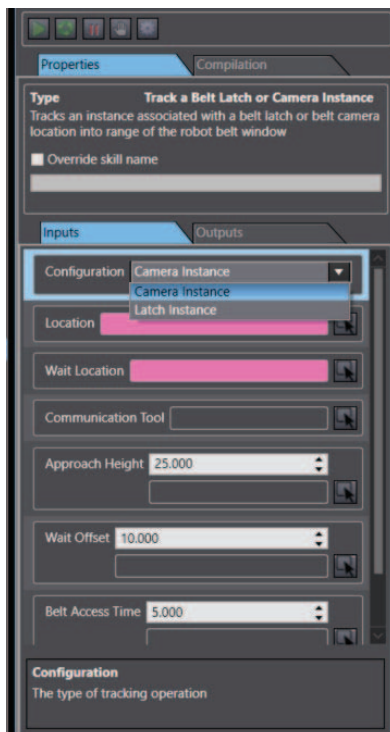 Properties
Compilation
Type Track a Belt Latch or Camera Instance
Tracks an instance associated with a belt latch or belt camera
location into range of the robot belt window
Override skill name
Inputs
Outputs
Configuration Camera Instance
Camera Instance
Latch Instance
Location
Wait Location
Communication Tool
Approach Height 25.000
Wait Offset 10.000
Belt Access Time 5.000
Configuration
The type of tracking operation